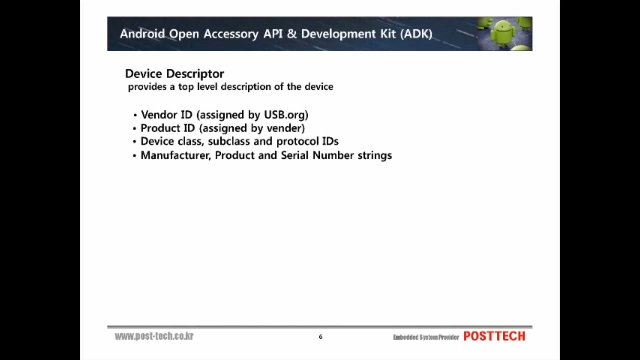 Android Open Accessory API & Development Kit (ADK)
Device Descriptor
provides a top level description of the device
• Vendor ID (assigned by USB.org)
• Product ID (assigned by vender)
• Device class, subclass and protocol IDs
• Manufacturer, Product and Serial Number strings
www.post-tech.co.kr
6
Embedded System Provider POSTTECH